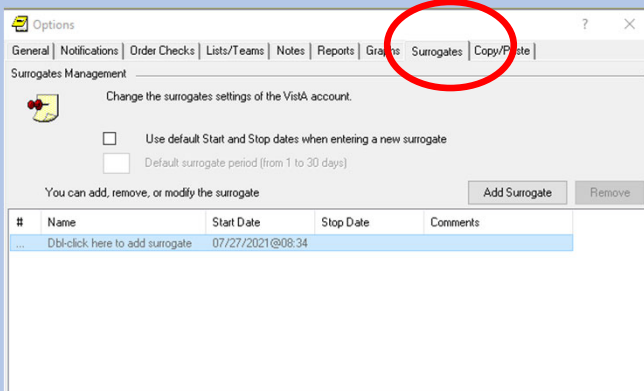 Options ? ×
General Notifications Order Checks Lists/Teams Notes Reports Graphs Surrogates Copy/Paste
Surrogates Management
Change the surrogates settings of the VistA account.
Use default Start and Stop dates when entering a new surrogate
Default surrogate period (from 1 to 30 days)
You can add, remove, or modify the surrogate Add Surrogate Remove
# Name Start Date Stop Date Comments
... Dbl-click here to add surrogate 07/27/2021@08:34